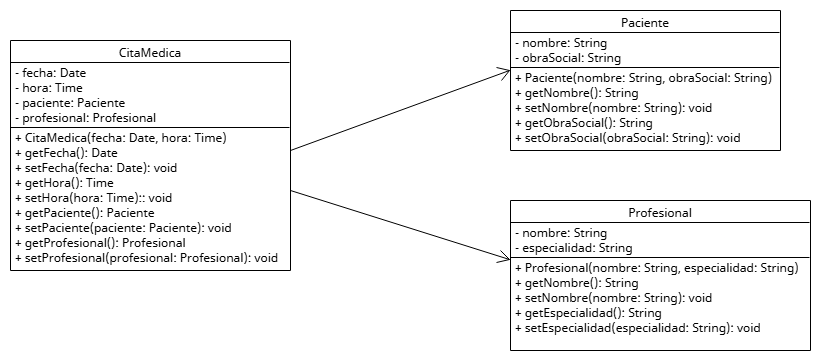 CitaMedica
- fecha: Date
- hora: Time
- paciente: Paciente
- profesional: Profesional
+ CitaMedica(fecha: Date, hora: Time)
+ getFecha(): Date
+ setFecha(fecha: Date): void
+ getHora(): Time
+ setHora(hora: Time):: void
+ getPaciente(): Paciente
+ setPaciente(paciente: Paciente): void
+ getProfesional(): Profesional
+ setProfesional(profesional: Profesional): void
Paciente
- nombre: String
- obraSocial: String
+ Paciente(nombre: String, obraSocial: String)
+ getNombre(): String
+ setNombre(nombre: String): void
+ getObraSocial(): String
+ setObraSocial(obraSocial: String): void
Profesional
- nombre: String
- especialidad: String
+ Profesional(nombre: String, especialidad: String)
+ getNombre(): String
+ setNombre(nombre: String): void
+ getEspecialidad(): String
+ setEspecialidad(especialidad: String): void